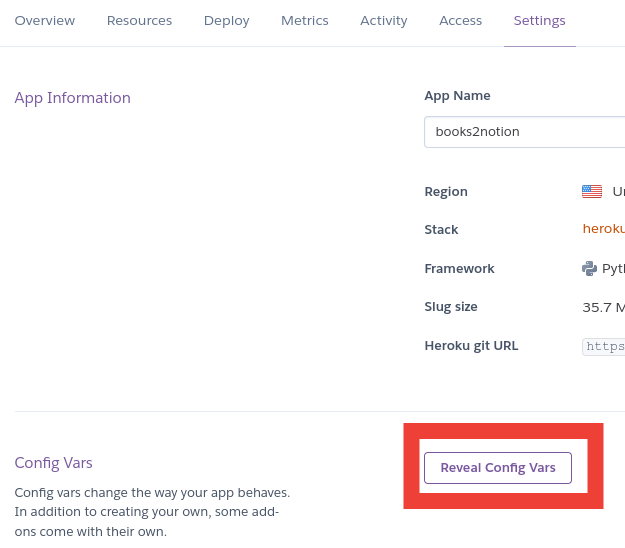 Overview Resources Deploy Metrics Activity Access Settings
App Information
App Name
books2notion
Region
Stack
heroku
Framework
Slug size
35.7 M
Heroku git URL
https
Config Vars
Reveal Config Vars
Config vars change the way your app behaves.
In addition to creating your own, some add-
ons come with their own.